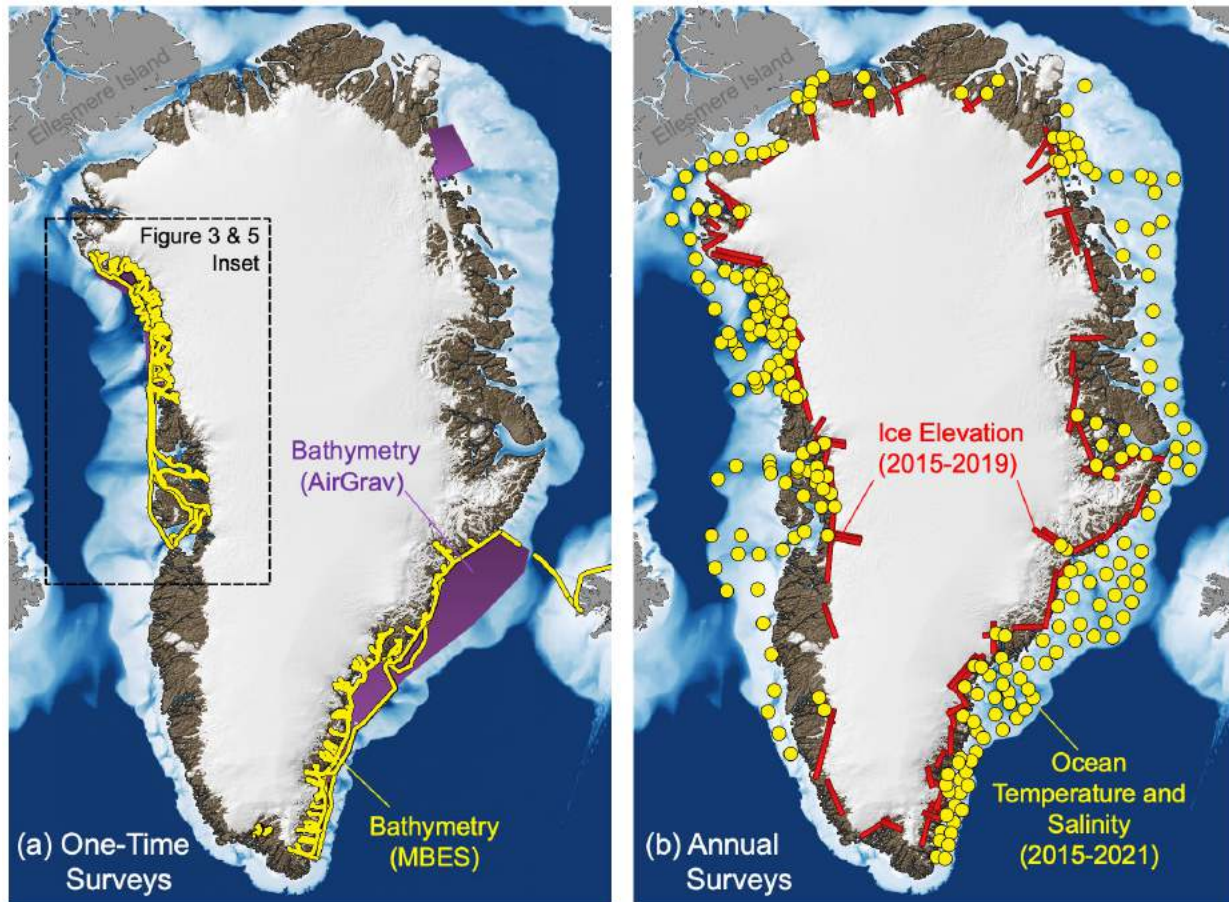 Ellesmere Island
Figure 3 & 5
Inset
Bathymetry
(AirGrav)
Bathymetry
(MBES)
(a) One-Time
Surveys
Ellesmere Island
Ice Elevation
(2015-2019)
Ocean
Temperature and
Salinity
(2015-2021)
(b) Annual
Surveys